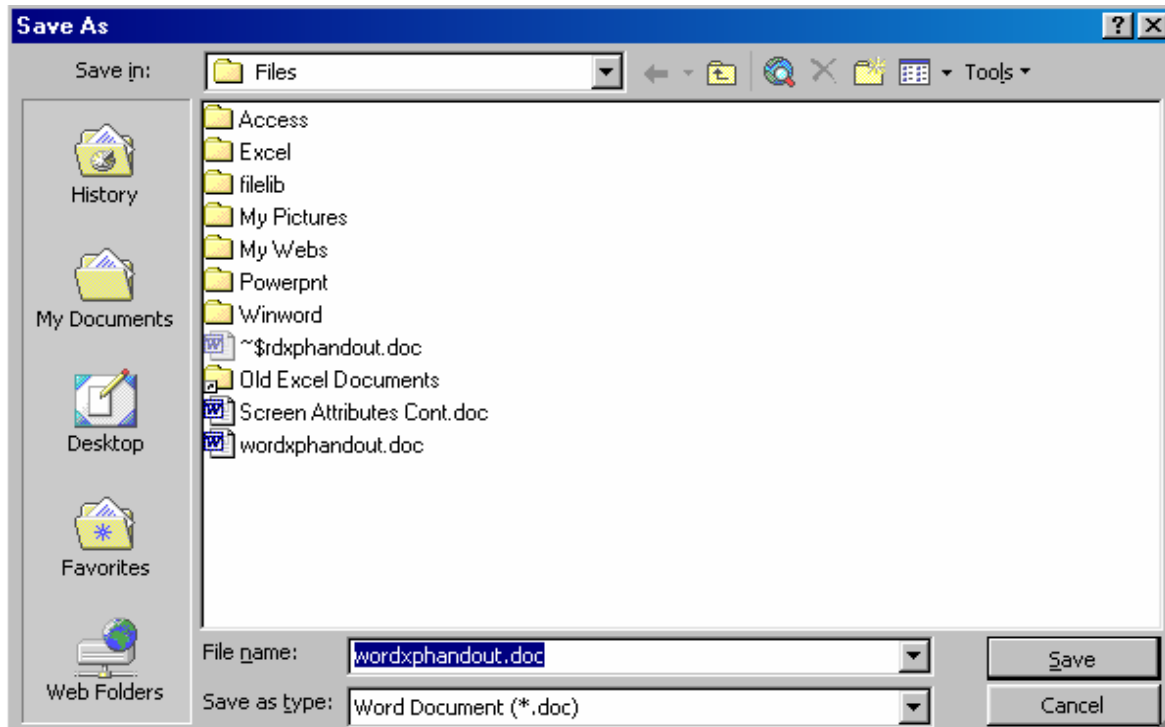 Save As
Save in:
Files
Tools
History
My Documents
Desktop
Favorites
Web Folders
Access
Excel
filelib
My Pictures
My Webs
Powerpnt
Winword
~$rdxphandout.doc
Old Excel Documents
Screen Attributes Cont.doc
wordxphandout.doc
File name:
wordxphandout.doc
Save
Save as type:
Word Document (*.doc)
Cancel